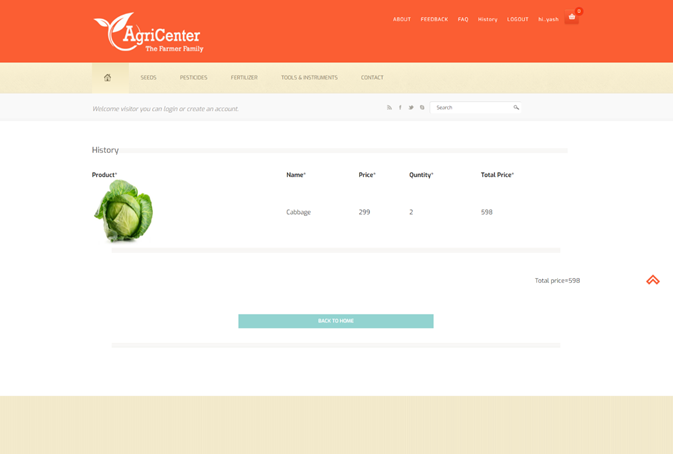 AgriCenter
The Farmer Family
ABOUT FEEDBACK FAQ History LOGOUT hi..yash 0
SEEDS PESTICIDES FERTILIZER TOOLS & INSTRUMENTS CONTACT
Welcome visitor you can login or create an account.
Search
History
Product* Name* Price* Quntity* Total Price*
Cabbage 299 2 598
Total price=598
BACK TO HOME